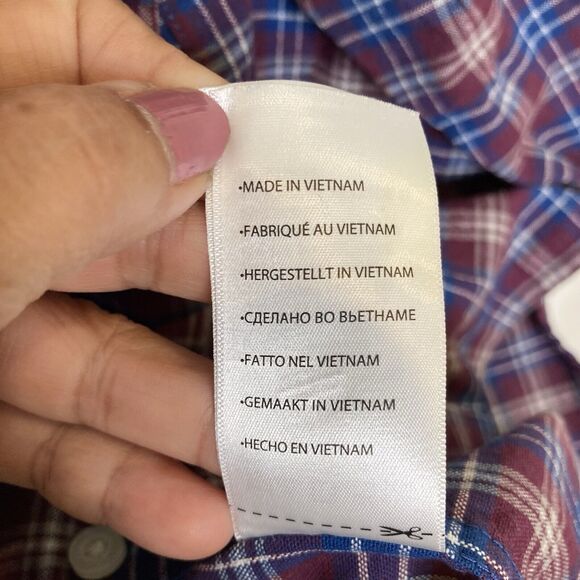 •MADE IN VIETNAM
•FABRIQUÉ AU VIETNAM
•HERGESTELLT IN VIETNAM
•СДЕЛАНО ВО ВЬЕТНАМЕ
•FATTO NEL VIETNAM
•GEMAAKT IN VIETNAM
•HECHO EN VIETNAM